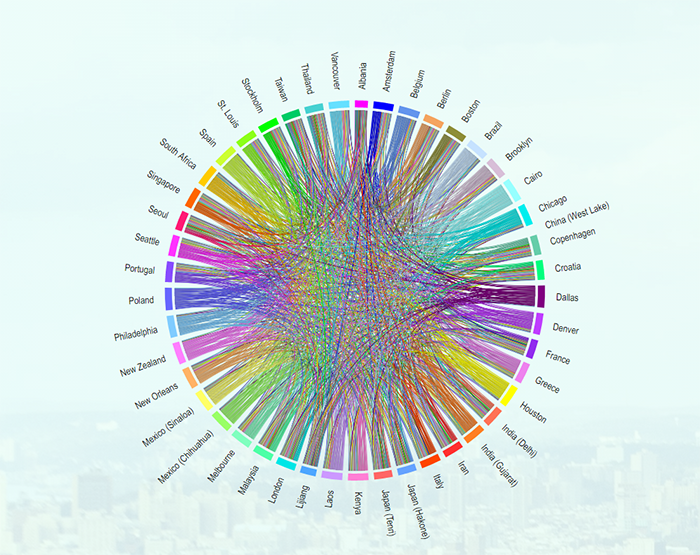 Albania
Amsterdam
Belgium
Berlin
Boston
Brazil
Brooklyn
Cairo
Chicago
China (West Lake)
Copenhagen
Croatia
Dallas
Denver
France
Greece
Houston
India (Delhi)
India (Gujarat)
Iran
Italy
Japan (Hakone)
Japan (Tenri)
Kenya
Laos
Lijiang
London
Malaysia
Melbourne
Mexico (Chihuahua)
Mexico (Sinaloa)
New Orleans
New Zealand
Philadelphia
Poland
Portugal
Seattle
Seoul
Singapore
South Africa
Spain
St. Louis
Stockholm
Taiwan
Thailand
Vancouver